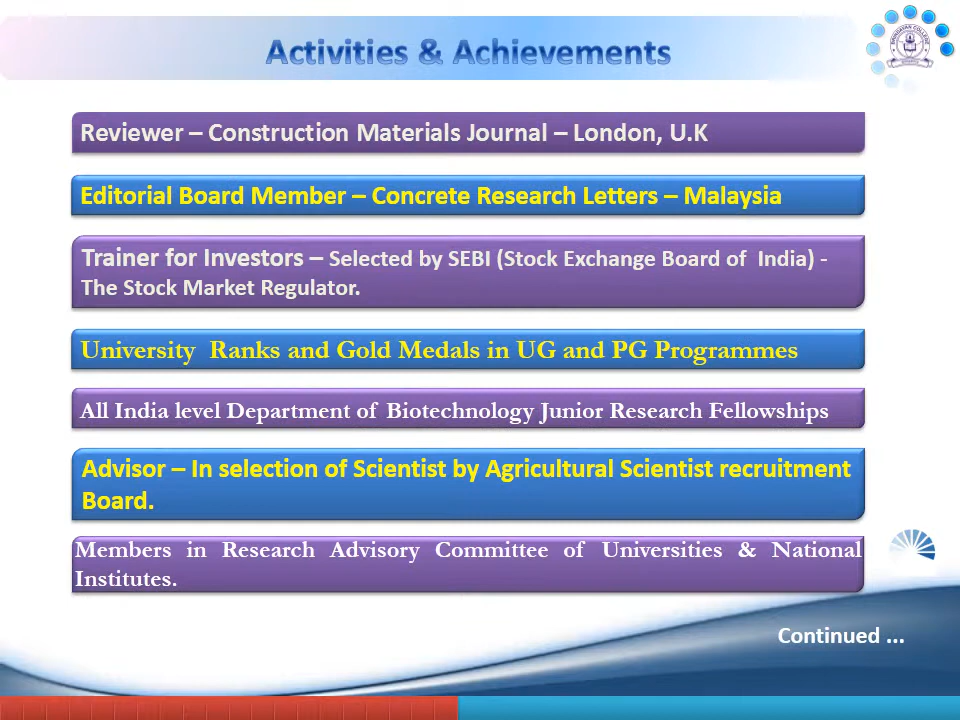 Activities & Achievements
Reviewer – Construction Materials Journal – London, U.K
Editorial Board Member – Concrete Research Letters – Malaysia
Trainer for Investors – Selected by SEBI (Stock Exchange Board of India) -
The Stock Market Regulator.
University Ranks and Gold Medals in UG and PG Programmes
All India level Department of Biotechnology Junior Research Fellowships
Advisor – In selection of Scientist by Agricultural Scientist recruitment
Board.
Members in Research Advisory Committee of Universities & National
Institutes.
Continued ...